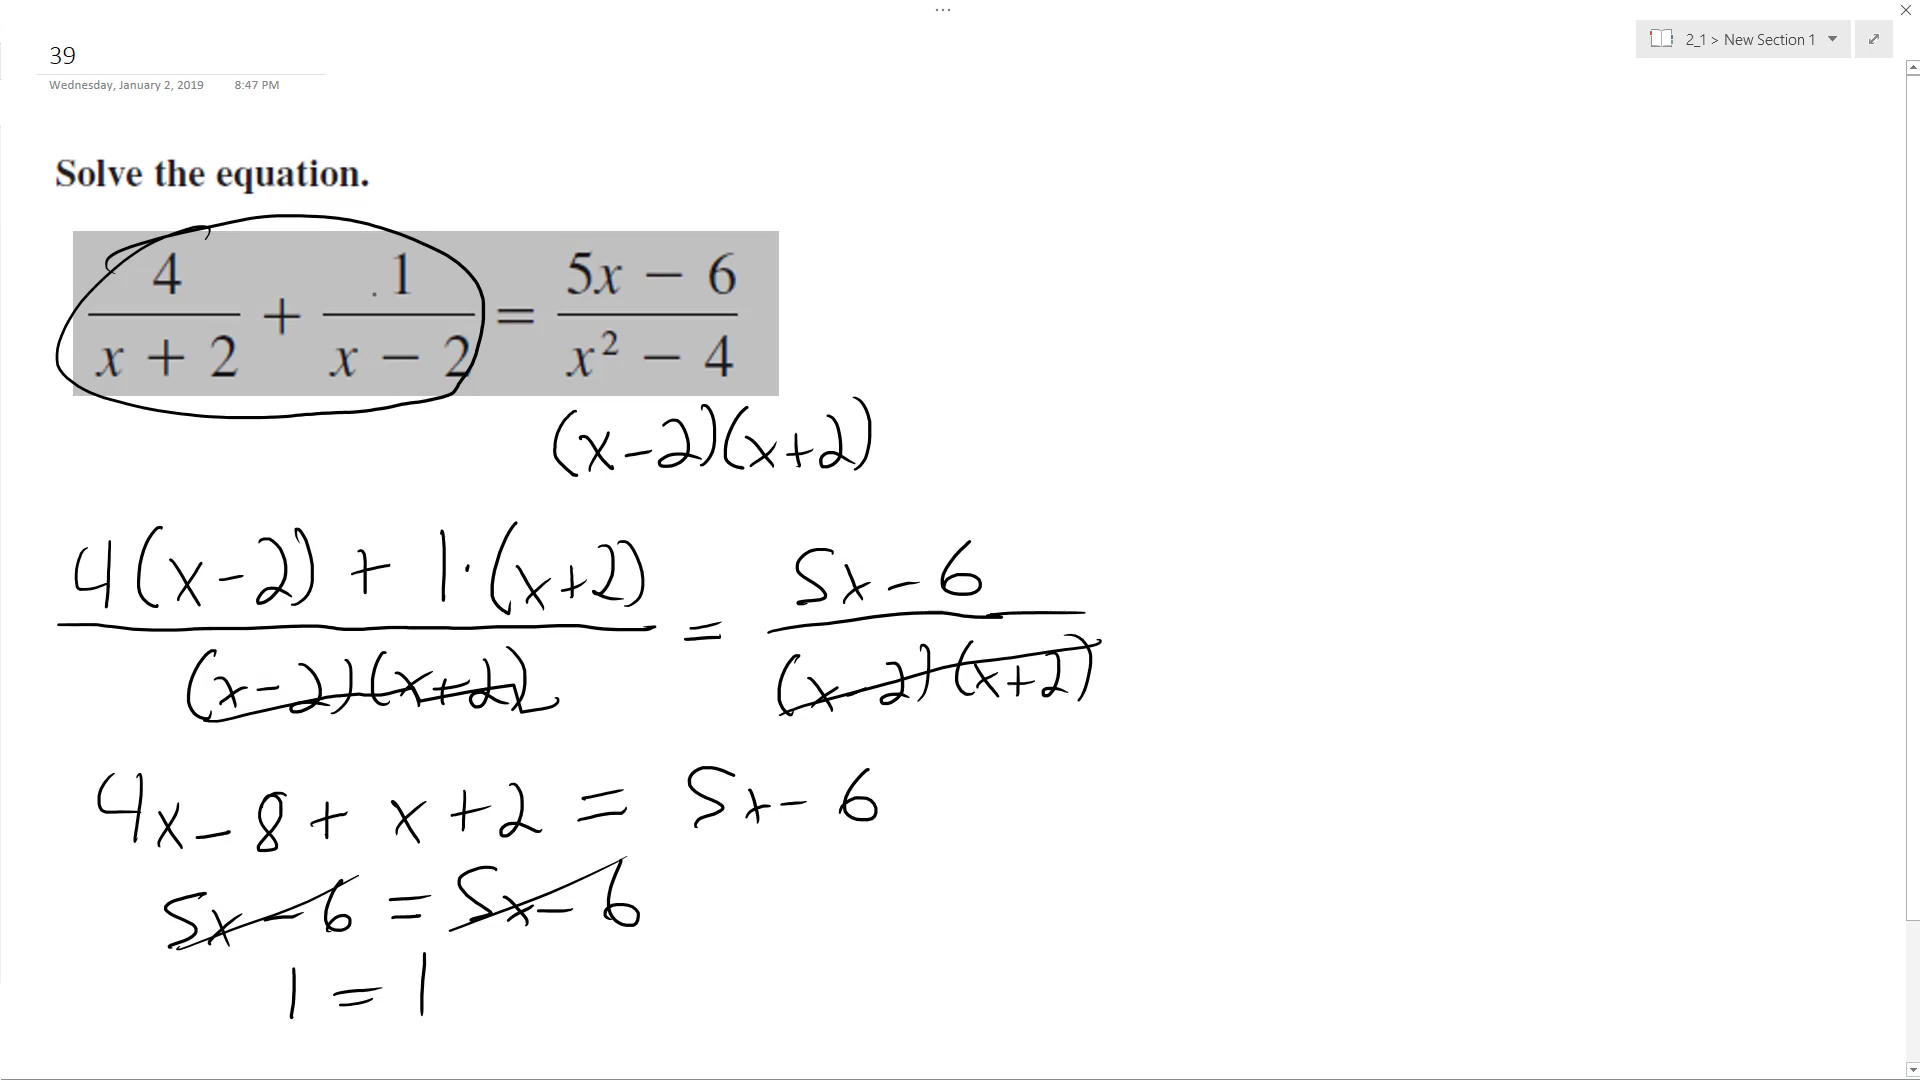 ...
2_1 > New Section 1
39
Wednesday, January 2, 2019 8:47 PM
Solve the equation.
4/(x + 2) + 1/(x − 2) = (5x − 6)/(x² − 4)
(x-2)(x+2)
(4(x-2) + 1·(x+2))/((x-2)(x+2)) = (5x-6)/((x-2)(x+2))
4x-8+x+2 = 5x-6
5x-6 = 5x-6
1 = 1